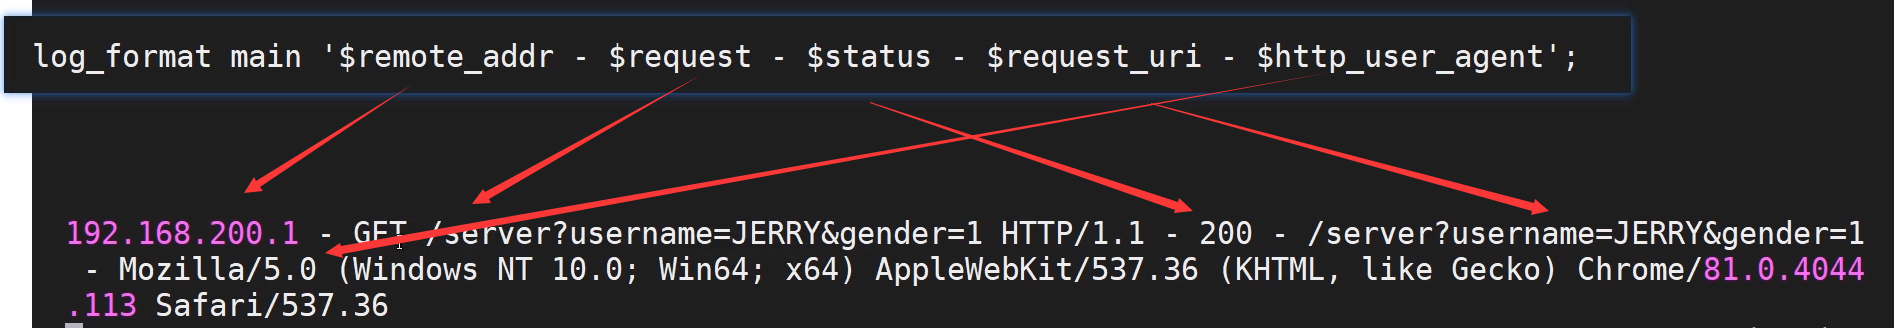 log_format main '$remote_addr - $request - $status - $request_uri - $http_user_agent';
192.168.200.1 - GET /server?username=JERRY&gender=1 HTTP/1.1 - 200 - /server?username=JERRY&gender=1
- Mozilla/5.0 (Windows NT 10.0; Win64; x64) AppleWebKit/537.36 (KHTML, like Gecko) Chrome/81.0.4044
.113 Safari/537.36